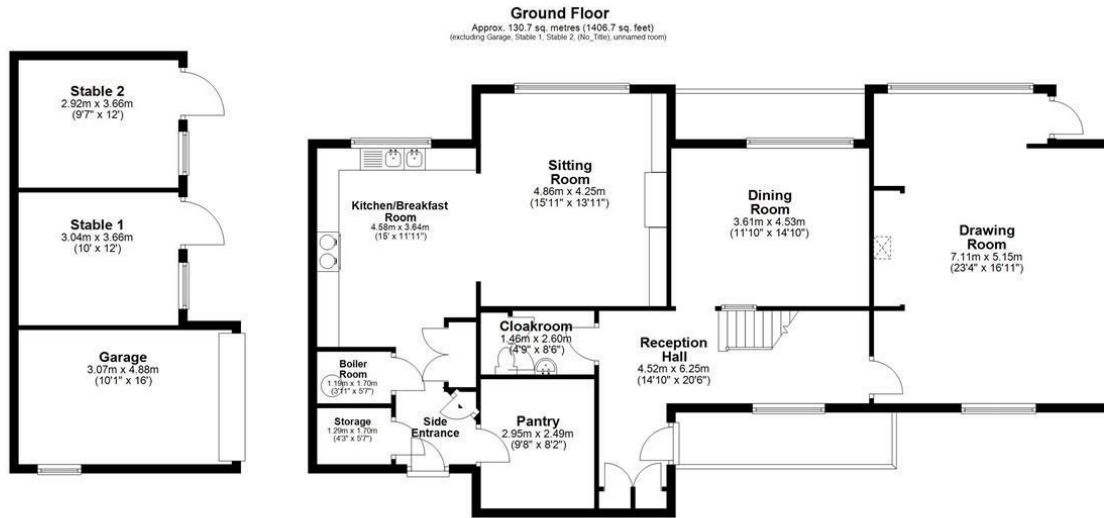 Ground Floor
Approx. 130.7 sq. metres (1406.7 sq. feet)
(excluding Garage, Stable 1, Stable 2, (No_Title), unnamed room)
Stable 2
2.92m x 3.66m
(9'7" x 12')
Stable 1
3.04m x 3.66m
(10' x 12')
Garage
3.07m x 4.88m
(10'1" x 16')
Kitchen/Breakfast
Room
4.58m x 3.64m
(15' x 11'11")
Sitting
Room
4.86m x 4.25m
(15'11" x 13'11")
Dining
Room
3.61m x 4.53m
(11'10" x 14'10")
Drawing
Room
7.11m x 5.15m
(23'4" x 16'11")
Cloakroom
1.46m x 2.60m
(4'9" x 8'6")
Reception
Hall
4.52m x 6.25m
(14'10" x 20'6")
Boiler
Room
1.19m x 1.70m
(3'11" x 5'7")
Storage
1.29m x 1.70m
(4'3" x 5'7")
Side
Entrance
Pantry
2.95m x 2.49m
(9'8" x 8'2")